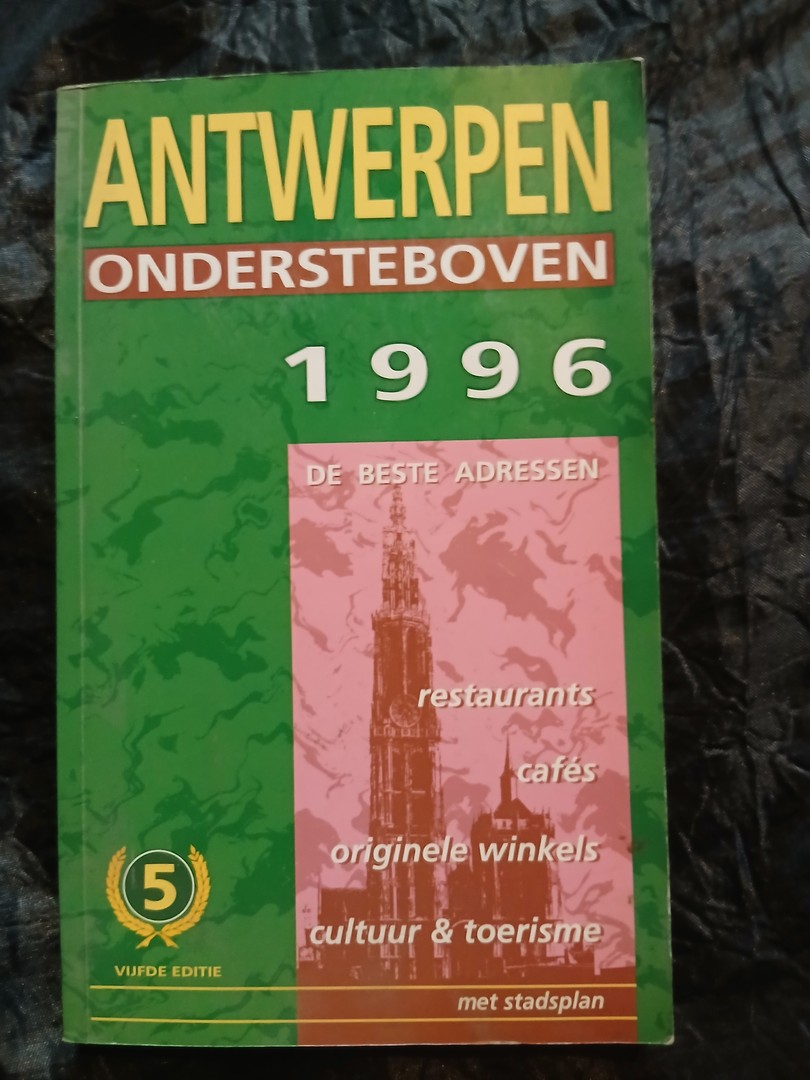 ANTWERPEN
ONDERSTEBOVEN
1996
DE BESTE ADRESSEN
restaurants
cafés
originele winkels
cultuur & toerisme
5
VIJFDE EDITIE
met stadsplan